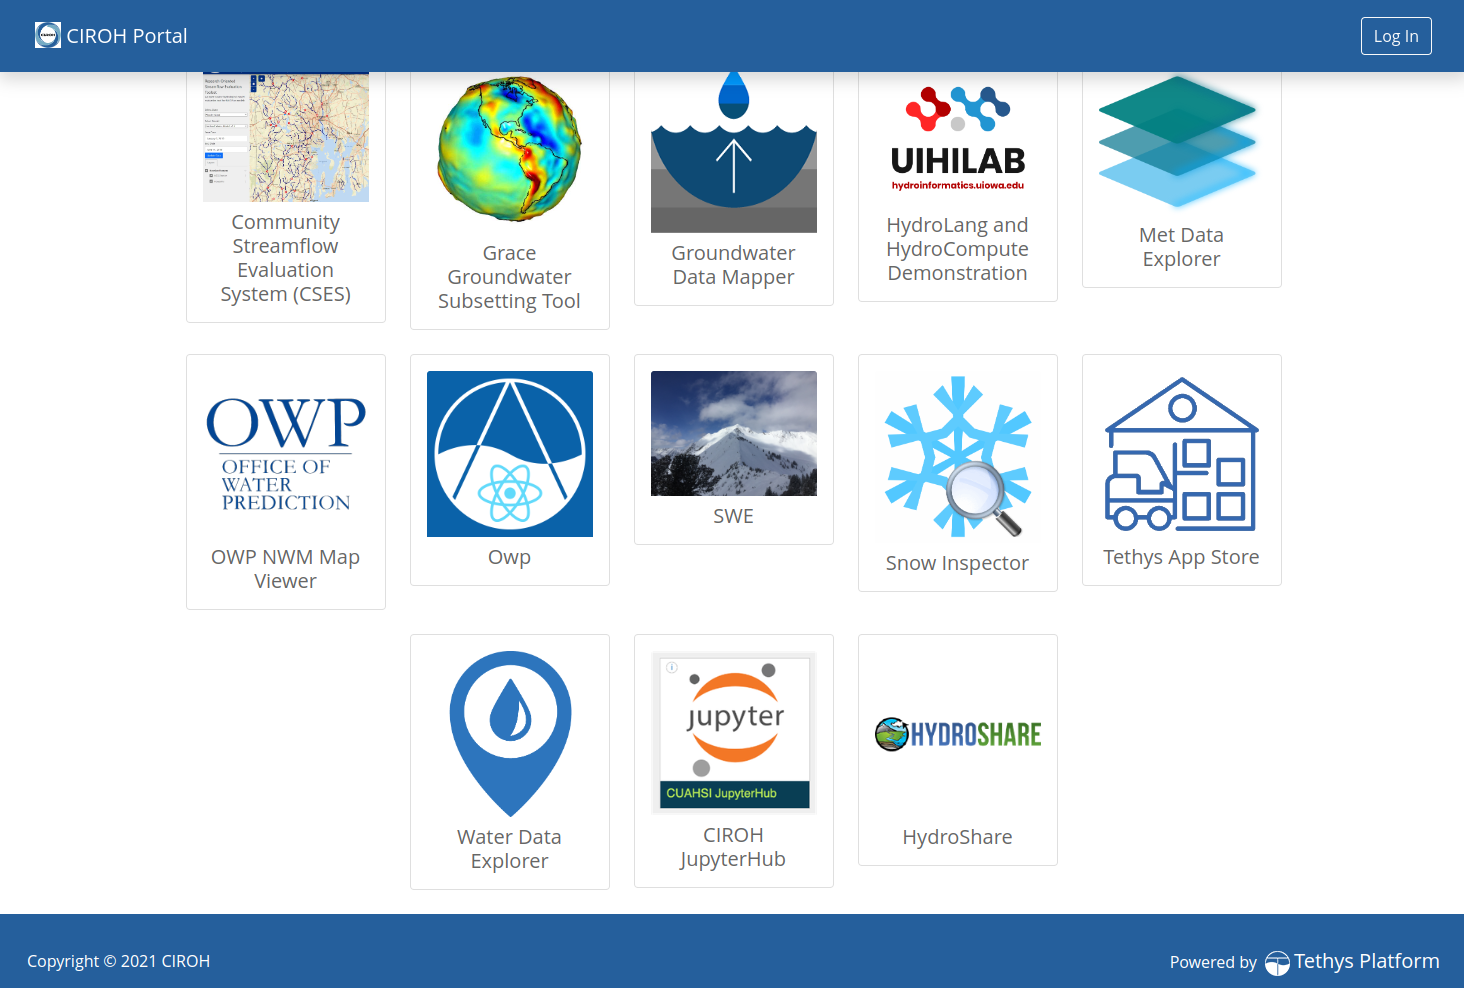 CIROH Portal
Log In
Community
Streamflow
Evaluation
System (CSES)
Grace
Groundwater
Subsetting Tool
Groundwater
Data Mapper
UIHILAB
hydroinformatics.uiowa.edu
HydroLang and
HydroCompute
Demonstration
Met Data
Explorer
OWP
OFFICE OF
WATER
PREDICTION
OWP NWM Map
Viewer
Owp
SWE
Snow Inspector
Tethys App Store
Water Data
Explorer
jupyter
CUAHSI JupyterHub
CIROH
JupyterHub
HYDROSHARE
HydroShare
Copyright © 2021 CIROH
Powered by Tethys Platform